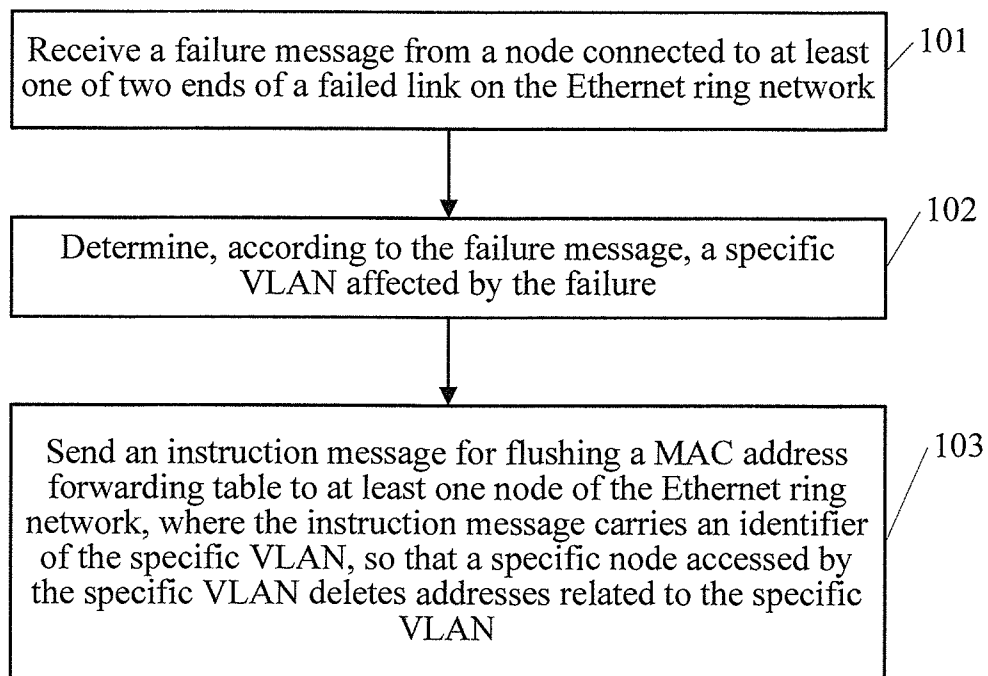 Receive a failure message from a node connected to at least
one of two ends of a failed link on the Ethernet ring network
101
Determine, according to the failure message, a specific
VLAN affected by the failure
102
Send an instruction message for flushing a MAC address
forwarding table to at least one node of the Ethernet ring
network, where the instruction message carries an identifier
of the specific VLAN, so that a specific node accessed by
the specific VLAN deletes addresses related to the specific
VLAN
103